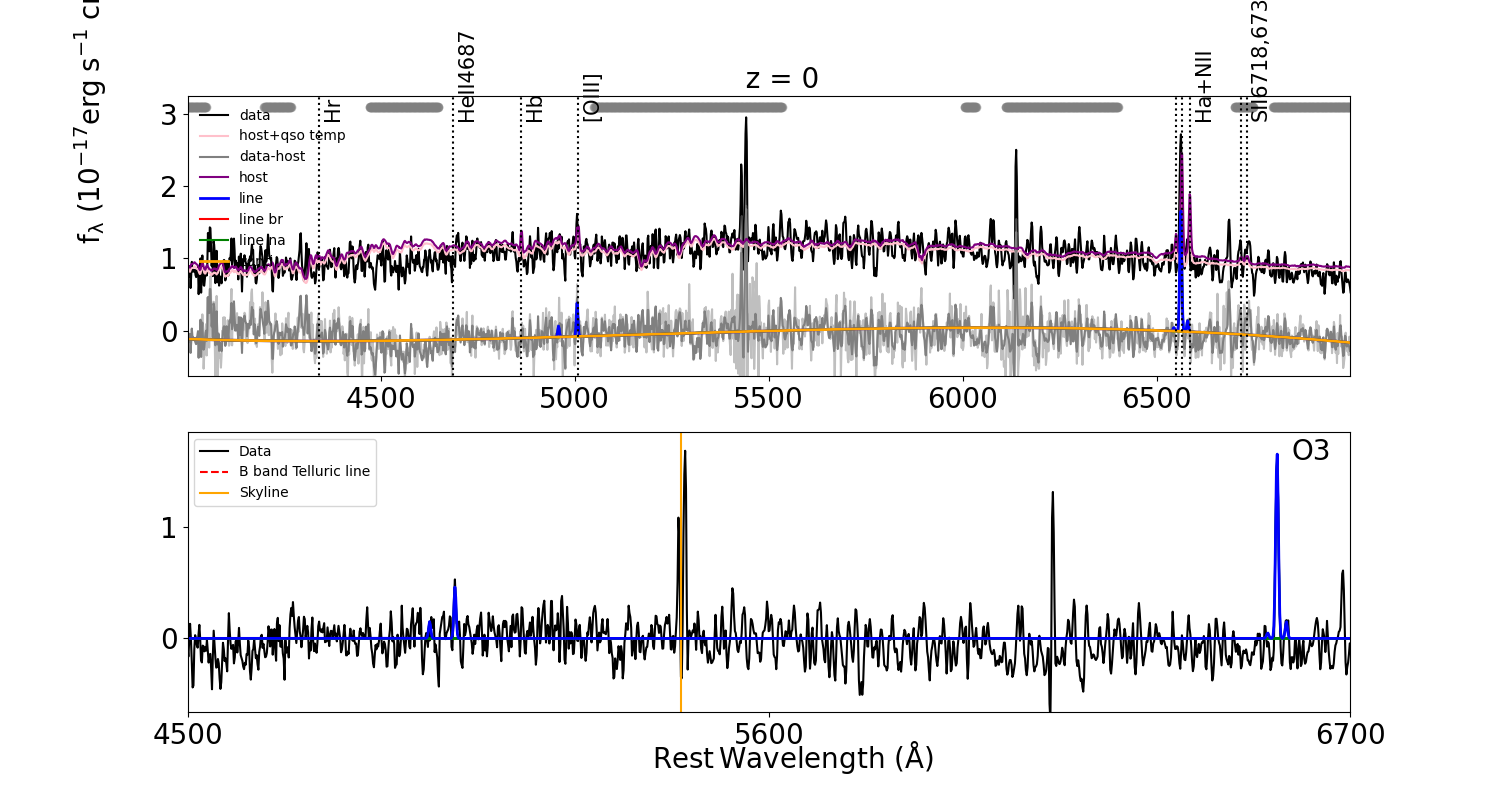 z = 0
f_λ (10^−17 erg s^−1
Hr
HeII4687
Hb
[OIII]
Ha+NII
SII6718,673
data
host+qso temp
data-host
host
line
line br
line na
3
2
1
0
4500 5000 5500 6000 6500
Data
B band Telluric line
Skyline
O3
1
0
4500 5600 6700
Rest Wavelength (Å)